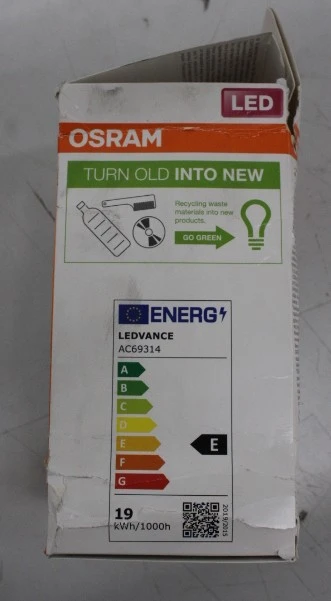 LED
OSRAM
TURN OLD INTO NEW
Recycling waste
materials into new
products.
GO GREEN
ENERG
LEDVANCE
AC69314
A
B
C
D
E
E
F
G
19
kWh/1000h
2019/2015